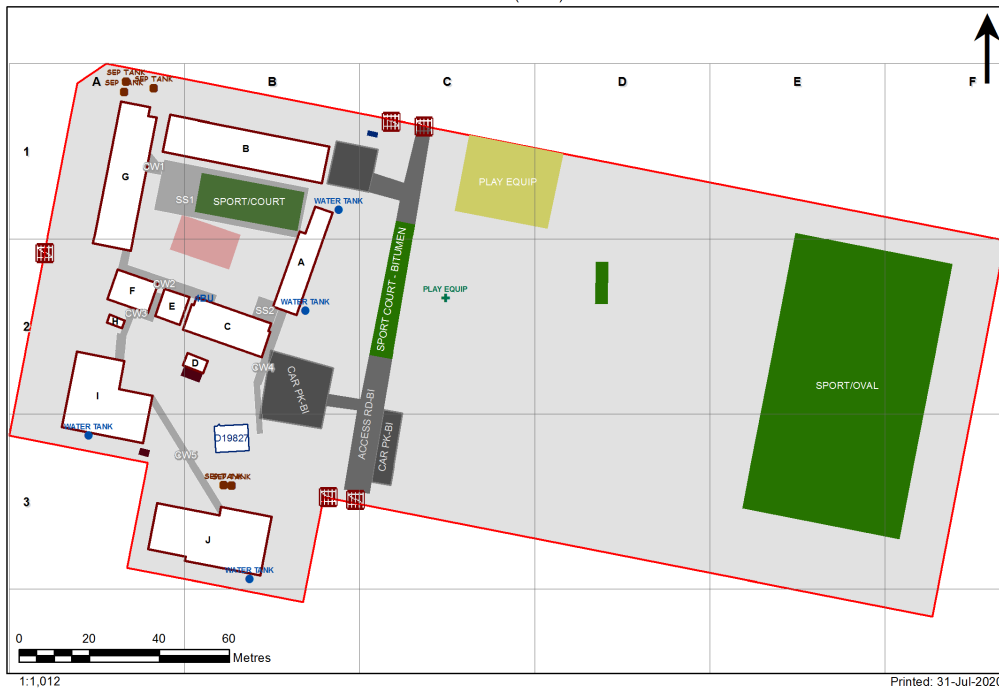 A
B
C
D
E
F
1
2
3
SEP TANK
SEP TANK
SEP TANK
B
G
CW1
SS1
SPORT/COURT
WATER TANK
PLAY EQUIP
A
SPORT COURT - BITUMEN
PLAY EQUIP
F
CW2
E
WATER TANK
SS2
H
CW3
C
D
CW4
CAR PK-BI
SPORT/OVAL
I
WATER TANK
ACCESS RD-BI
CAR PK-BI
D19827
CW5
SEP TANK
J
WATER TANK
0 20 40 60
Metres
1:1,012
Printed: 31-Jul-2020